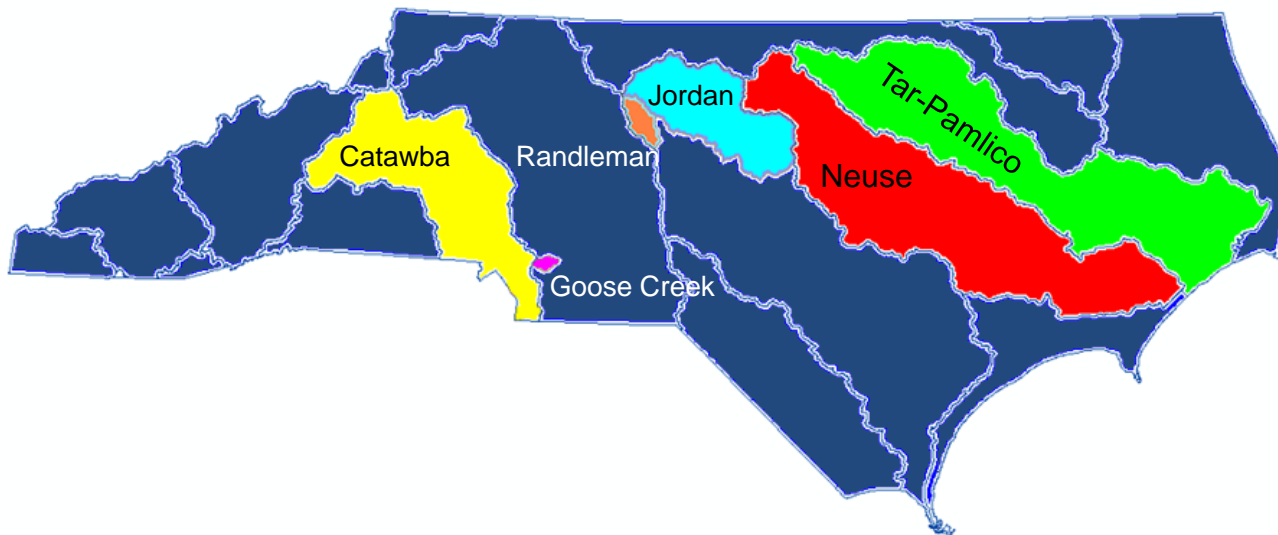 Tar-Pamlico
Jordan
Catawba
Randleman
Neuse
Goose Creek